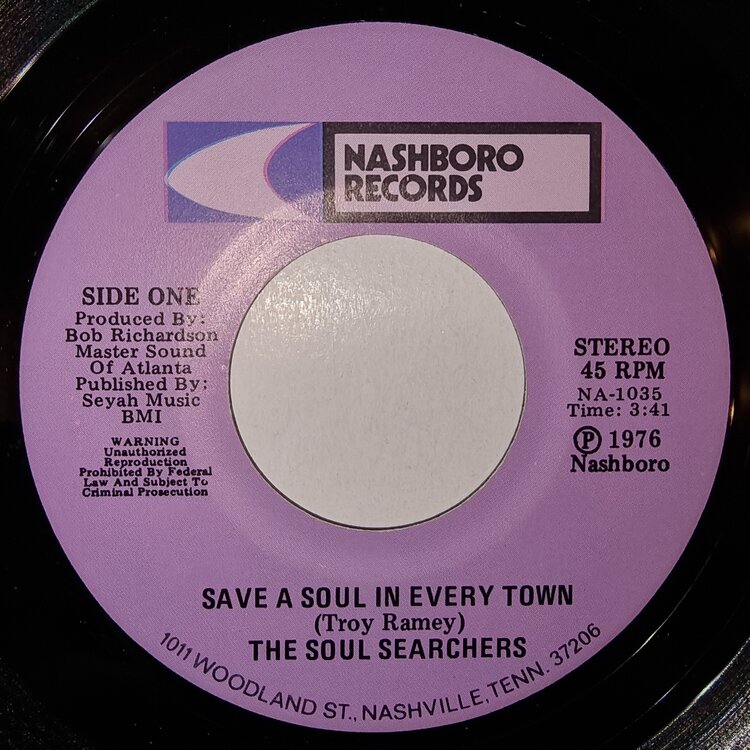 NASHBORO
RECORDS
SIDE ONE
Produced By:
Bob Richardson
Master Sound
Of Atlanta
Published By:
Seyah Music
BMI
WARNING
Unauthorized
Reproduction
Prohibited By Federal
Law And Subject To
Criminal Prosecution
STEREO
45 RPM
NA-1035
Time: 3:41
Ⓟ 1976
Nashboro
SAVE A SOUL IN EVERY TOWN
(Troy Ramey)
THE SOUL SEARCHERS
1011 WOODLAND ST., NASHVILLE, TENN. 37206